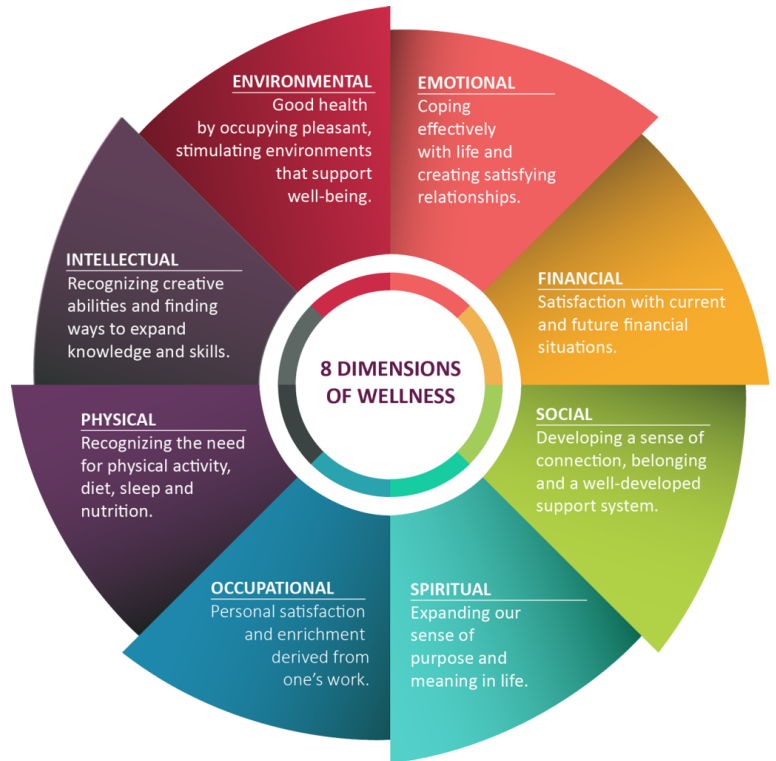 ENVIRONMENTAL
Good health
by occupying pleasant,
stimulating environments
that support
well-being.
EMOTIONAL
Coping
effectively
with life and
creating satisfying
relationships.
FINANCIAL
Satisfaction with current
and future financial
situations.
SOCIAL
Developing a sense of
connection, belonging
and a well-developed
support system.
SPIRITUAL
Expanding our
sense of
purpose and
meaning in life.
OCCUPATIONAL
Personal satisfaction
and enrichment
derived from
one's work.
PHYSICAL
Recognizing the need
for physical activity,
diet, sleep and
nutrition.
INTELLECTUAL
Recognizing creative
abilities and finding
ways to expand
knowledge and skills.
8 DIMENSIONS
OF WELLNESS